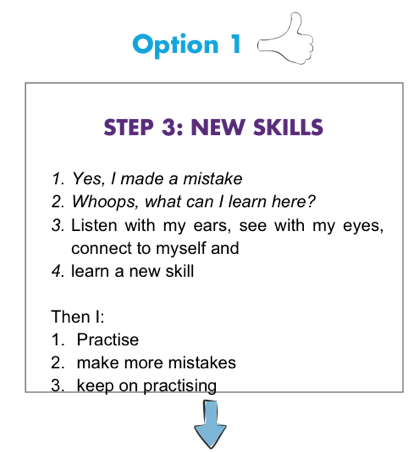 Option 1
STEP 3: NEW SKILLS
1. Yes, I made a mistake
2. Whoops, what can I learn here?
3. Listen with my ears, see with my eyes,
connect to myself and
4. learn a new skill
Then I:
1. Practise
2. make more mistakes
3. keep on practising